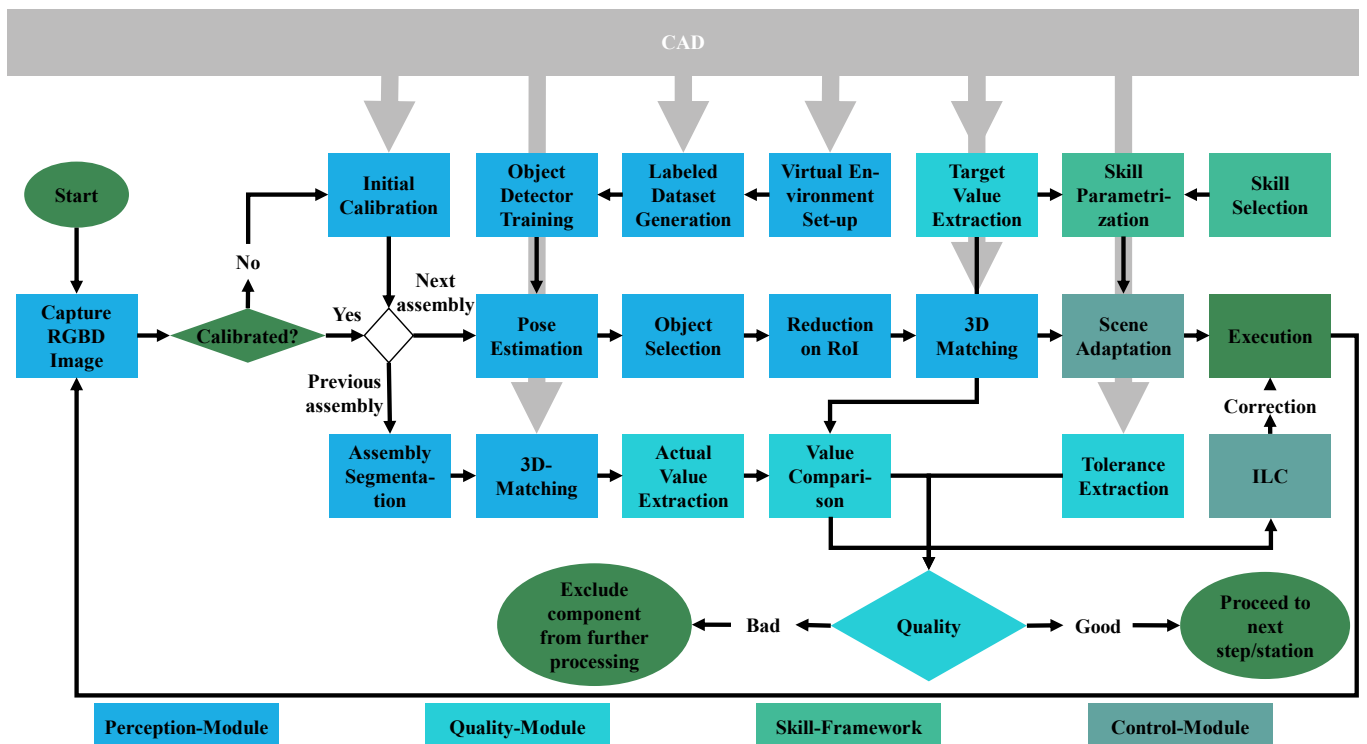 CAD
Start
Initial
Calibration
Object
Detector
Training
Labeled
Dataset
Generation
Virtual En-
vironment
Set-up
Target
Value
Extraction
Skill
Parametri-
zation
Skill
Selection
No
Next
assembly
Capture
RGBD
Image
Calibrated?
Yes
Pose
Estimation
Object
Selection
Reduction
on RoI
3D
Matching
Scene
Adaptation
Execution
Previous
assembly
Correction
Assembly
Segmenta-
tion
3D-
Matching
Actual
Value
Extraction
Value
Compari-
son
Tolerance
Extraction
ILC
Exclude
component
from further
processing
Bad
Quality
Good
Proceed to
next
step/station
Perception-Module
Quality-Module
Skill-Framework
Control-Module